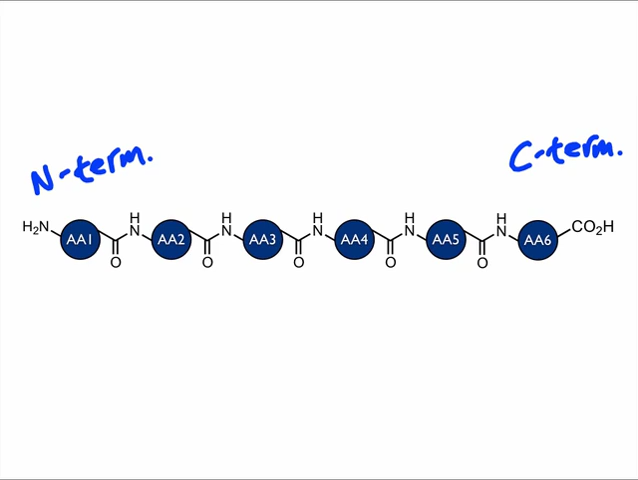 N-term.
C-term.
H₂N AA1 O H N AA2 O H N AA3 O H N AA4 O H N AA5 O H N AA6 CO₂H